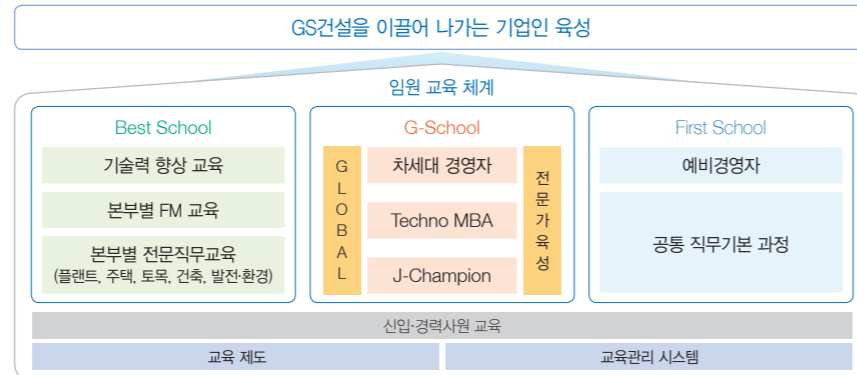 GS건설을 이끌어 나가는 기업인 육성
임원 교육 체계
Best School
기술력 향상 교육
본부별 FM 교육
본부별 전문직무교육
(플랜트, 주택, 토목, 건축, 발전·환경)
G-School
GLOBAL
차세대 경영자
Techno MBA
J-Champion
전문가육성
First School
예비경영자
공통 직무기본 과정
신입·경력사원 교육
교육 제도
교육관리 시스템